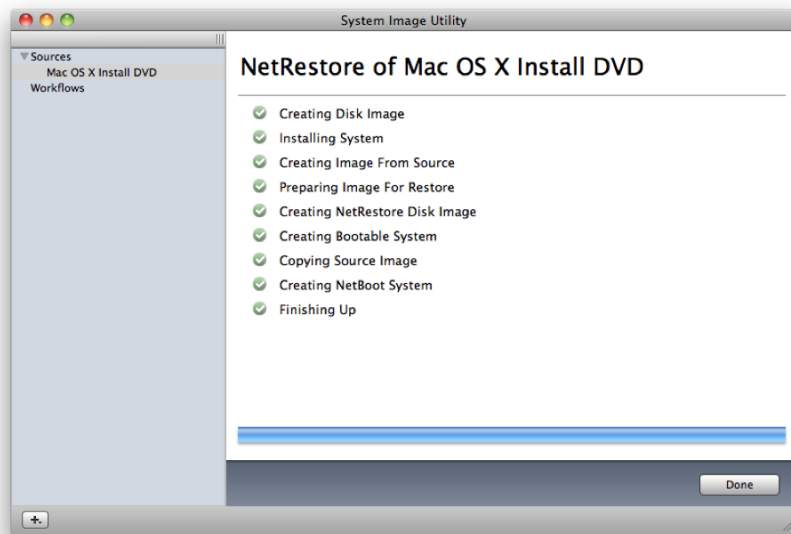 System Image Utility
Sources
Mac OS X Install DVD
Workflows
NetRestore of Mac OS X Install DVD
Creating Disk Image
Installing System
Creating Image From Source
Preparing Image For Restore
Creating NetRestore Disk Image
Creating Bootable System
Copying Source Image
Creating NetBoot System
Finishing Up
Done